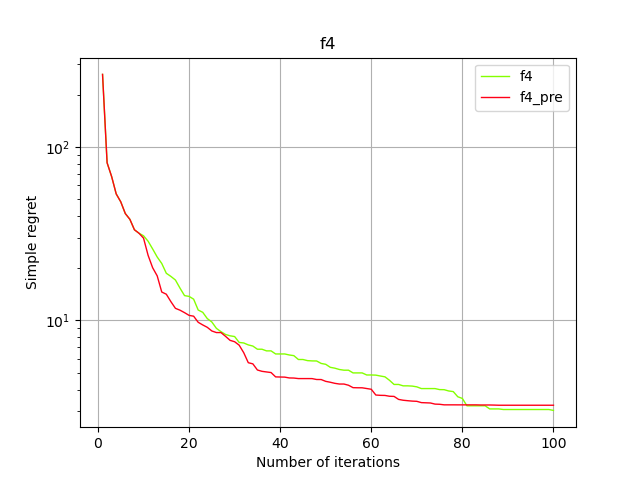 f4
f4
f4_pre
Simple regret
10²
10¹
0 20 40 60 80 100
Number of iterations